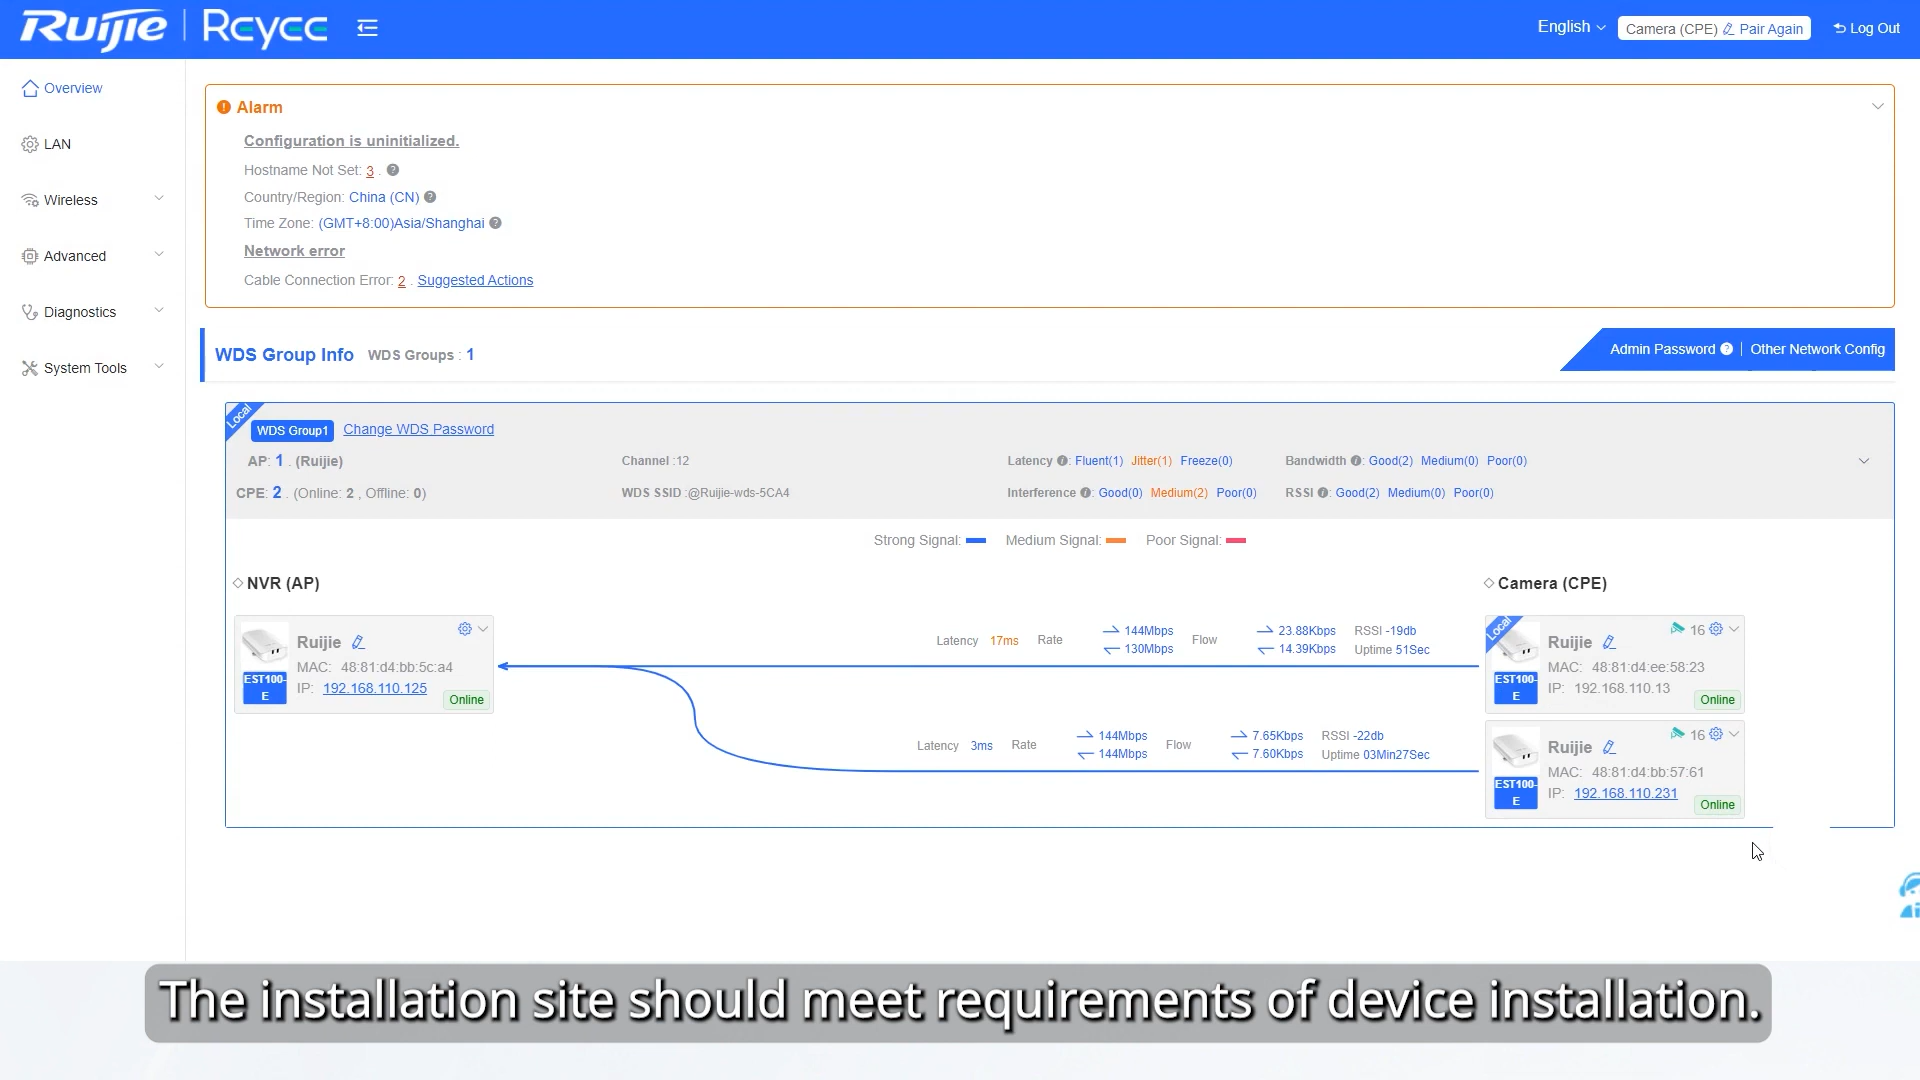 Ruijie | Reyee
English
Camera (CPE) Pair Again
Log Out
Overview
LAN
Wireless
Advanced
Diagnostics
System Tools
Alarm
Configuration is uninitialized.
Hostname Not Set: 3 .
Country/Region: China (CN)
Time Zone: (GMT+8:00)Asia/Shanghai
Network error
Cable Connection Error: 2 . Suggested Actions
WDS Group Info WDS Groups : 1
Admin Password | Other Network Config
Local
WDS Group1 Change WDS Password
AP: 1 . (Ruijie) Channel :12 Latency : Fluent(1) Jitter(1) Freeze(0) Bandwidth : Good(2) Medium(0) Poor(0)
CPE: 2 . (Online: 2 , Offline: 0) WDS SSID :@Ruijie-wds-5CA4 Interference : Good(0) Medium(2) Poor(0) RSSI : Good(2) Medium(0) Poor(0)
Strong Signal: Medium Signal: Poor Signal:
NVR (AP)
Camera (CPE)
Ruijie
MAC: 48:81:d4:bb:5c:a4
EST100-E
IP: 192.168.110.125
Online
Latency 17ms Rate 144Mbps 130Mbps Flow 23.88Kbps 14.39Kbps RSSI -19db Uptime 51Sec
Local
Ruijie
16
MAC: 48:81:d4:ee:58:23
EST100-E
IP: 192.168.110.13
Online
Latency 3ms Rate 144Mbps 144Mbps Flow 7.65Kbps 7.60Kbps RSSI -22db Uptime 03Min27Sec
Ruijie
16
MAC: 48:81:d4:bb:57:61
EST100-E
IP: 192.168.110.231
Online
The installation site should meet requirements of device installation.